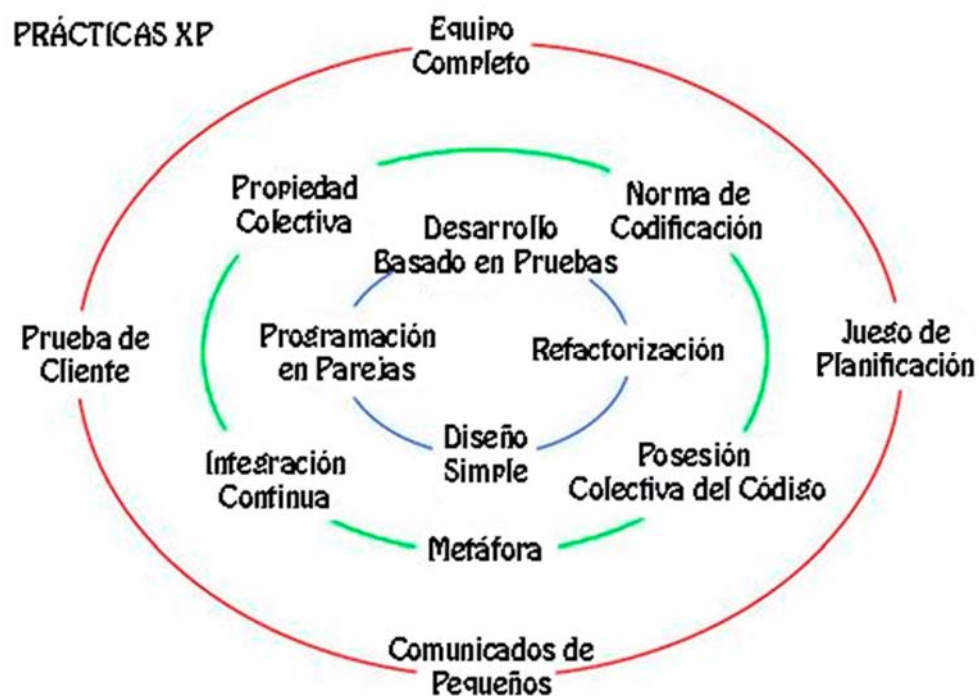 PRÁCTICAS XP
Equipo
Completo
Propiedad
Colectiva
Norma de
Codificación
Desarrollo
Basado en Pruebas
Prueba de
Cliente
Programación
en Parejas
Refactorización
Juego de
Planificación
Diseño
Simple
Integración
Continua
Posesión
Colectiva del Código
Metáfora
Comunicados de
Pequeños